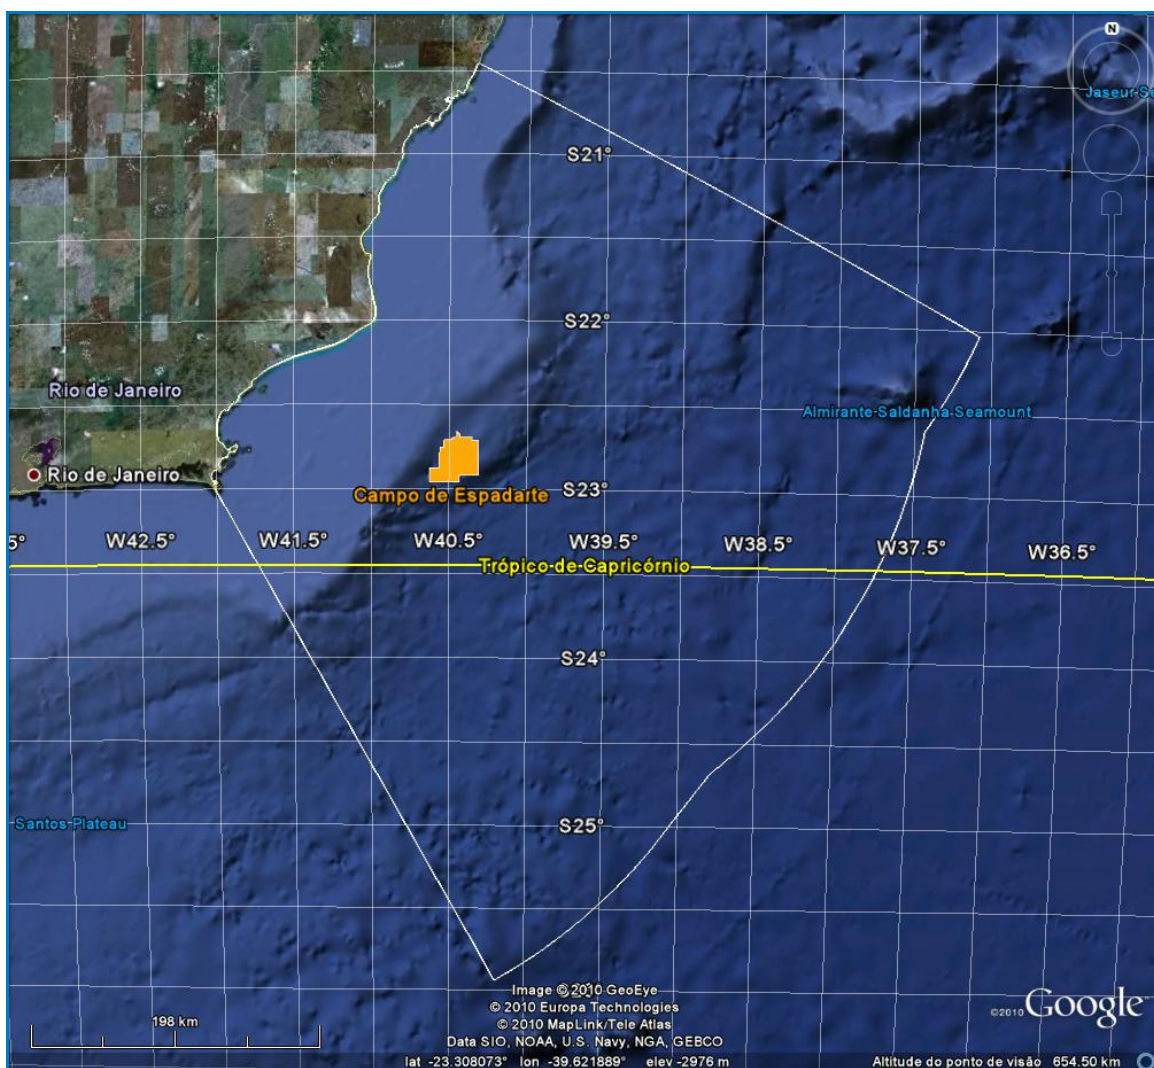 N
Jaseur Se
S21°
S22°
Rio de Janeiro
Almirante Saldanha Seamount
Rio de Janeiro
Campo de Espadarte
S23°
5°
W42.5°
W41.5°
W40.5°
W39.5°
W38.5°
W37.5°
W36.5°
Trópico de Capricórnio
S24°
Santos Plateau
S25°
Image © 2010 GeoEye
© 2010 Europa Technologies
© 2010 MapLink/Tele Atlas
Data SIO, NOAA, U.S. Navy, NGA, GEBCO
©2010 Google
198 km
lat -23.308073° lon -39.621889° elev -2976 m
Altitude do ponto de visão 654.50 km